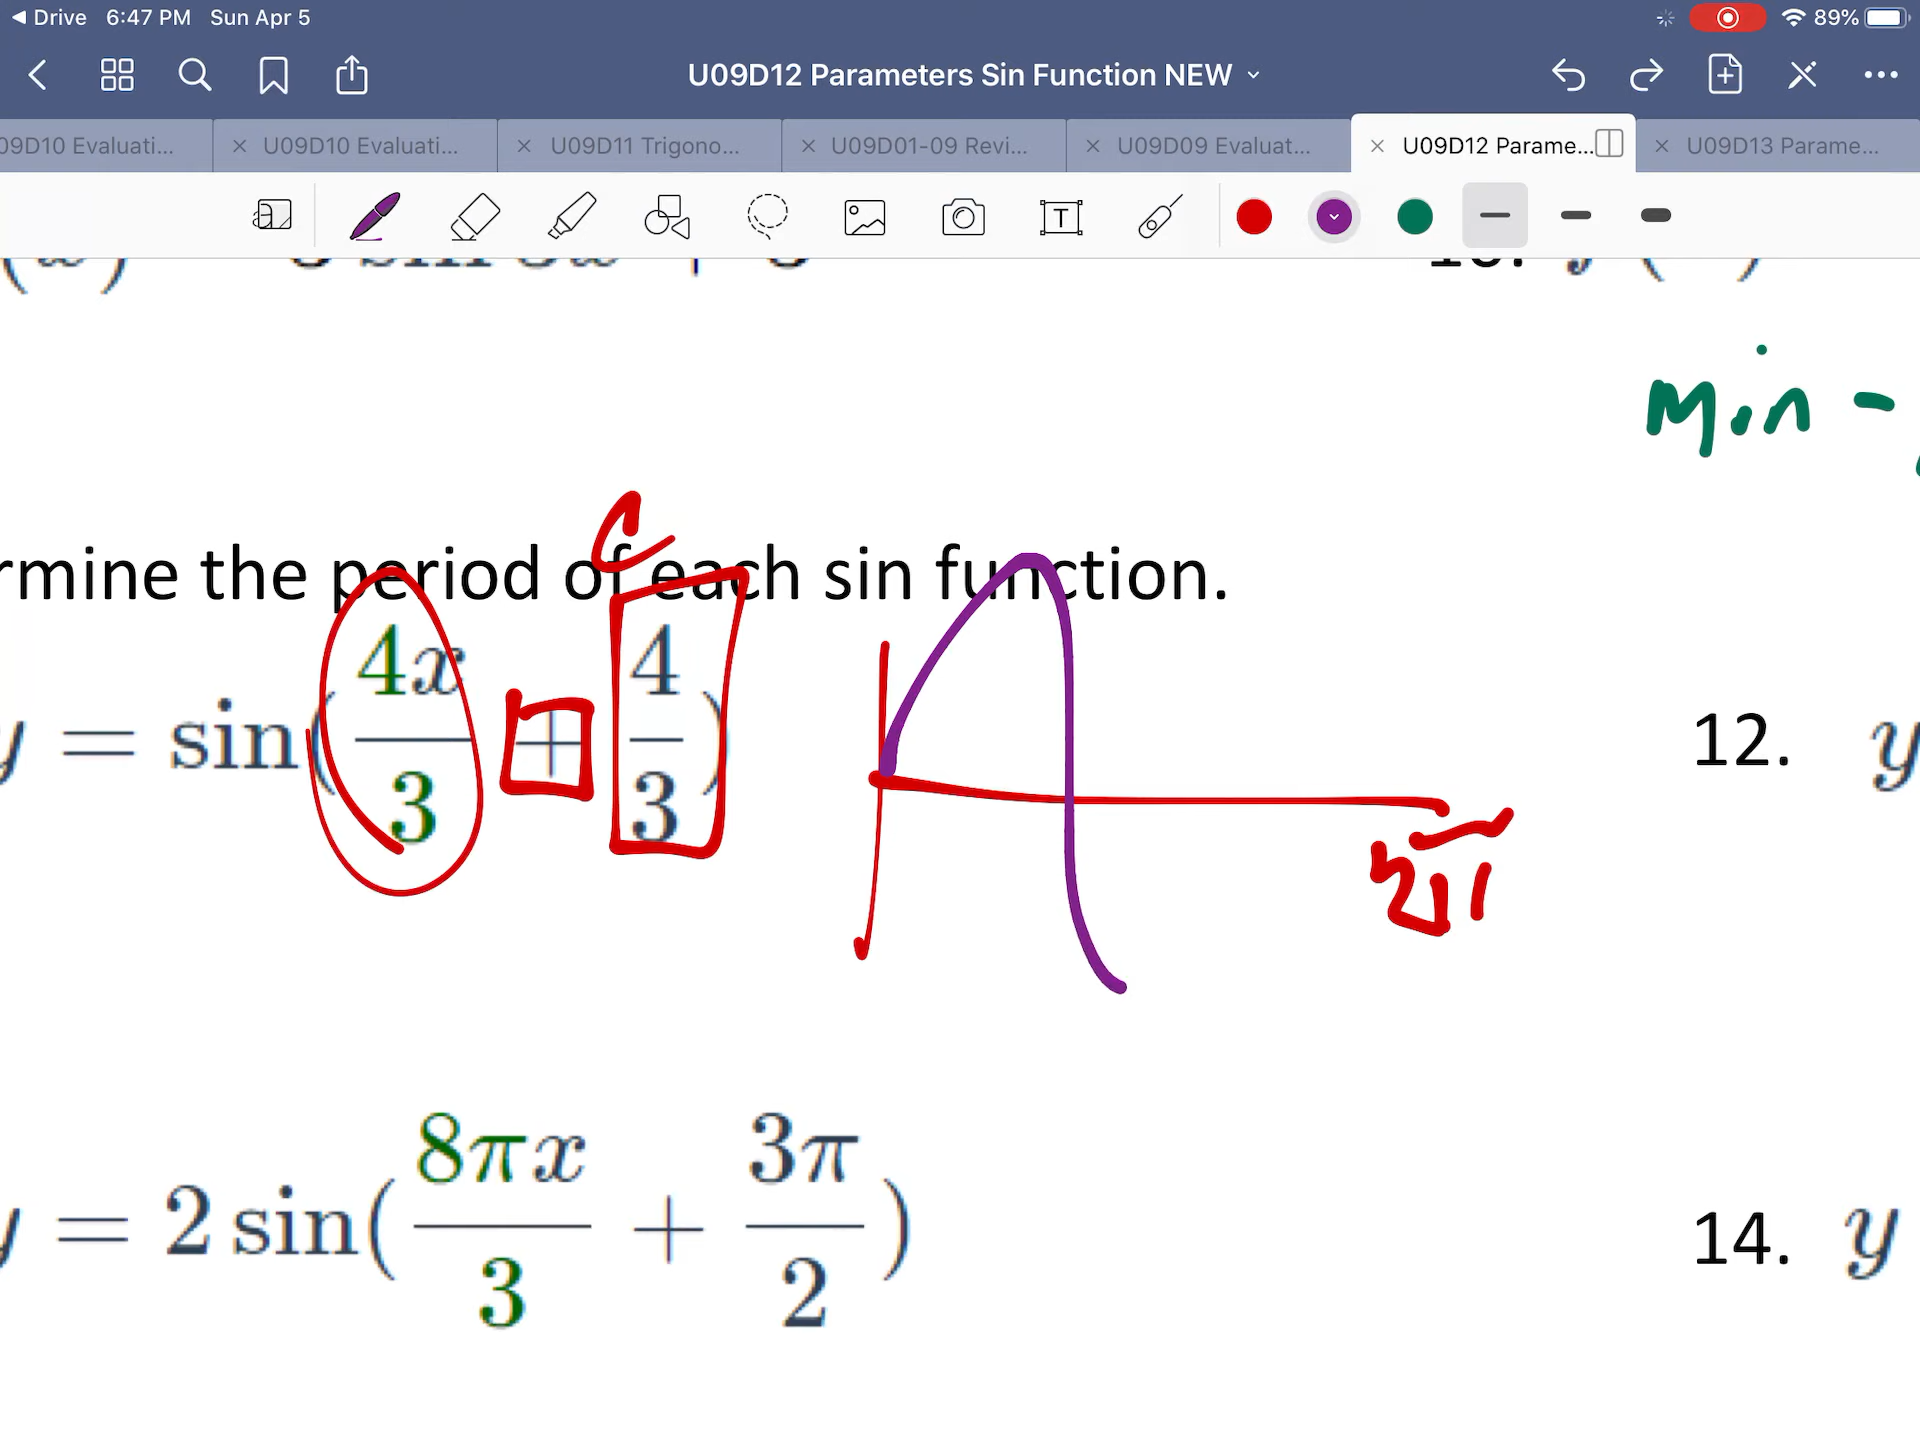 Drive 6:47 PM Sun Apr 5 89%
U09D12 Parameters Sin Function NEW
09D10 Evaluati... U09D10 Evaluati... U09D11 Trigono... U09D01-09 Revi... U09D09 Evaluat... U09D12 Parame... U09D13 Parame...
T
Min -
C
rmine the period of each sin function.
y = sin(4x/3 + 4/3)
12. y
2π
y = 2 sin(8πx/3 + 3π/2)
14. y